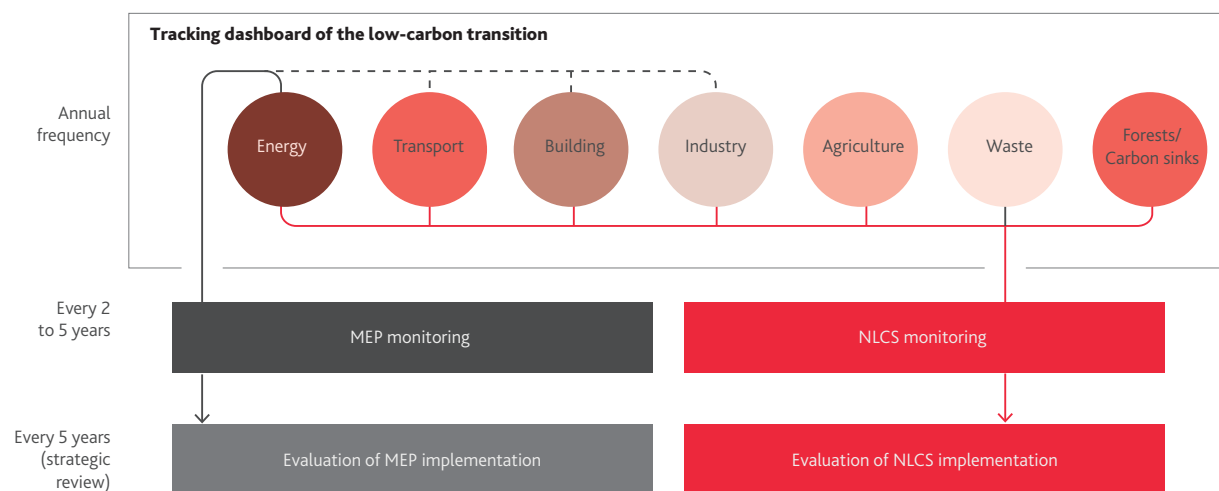 Tracking dashboard of the low-carbon transition
Annual
frequency
Energy
Transport
Building
Industry
Agriculture
Waste
Forests/
Carbon sinks
Every 2
to 5 years
MEP monitoring
NLCS monitoring
Every 5 years
(strategic
review)
Evaluation of MEP implementation
Evaluation of NLCS implementation